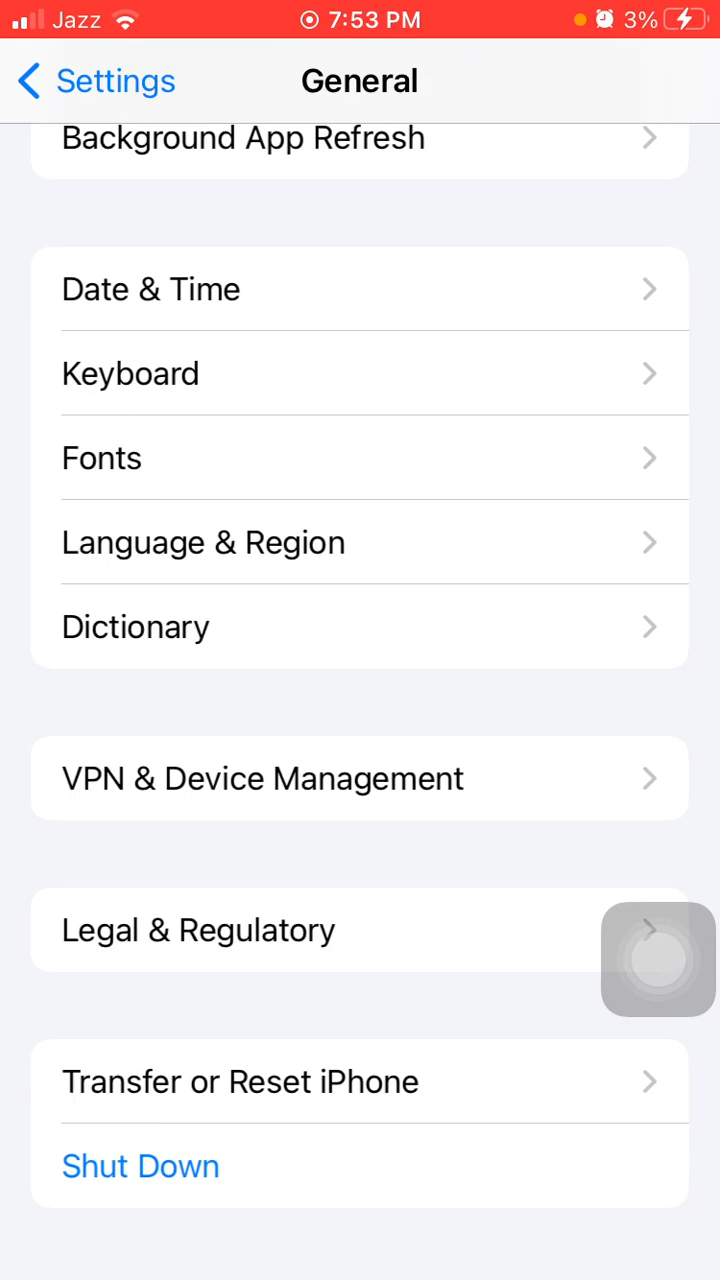 Jazz 7:53 PM 3%
Settings General
Background App Refresh
Date & Time
Keyboard
Fonts
Language & Region
Dictionary
VPN & Device Management
Legal & Regulatory
Transfer or Reset iPhone
Shut Down